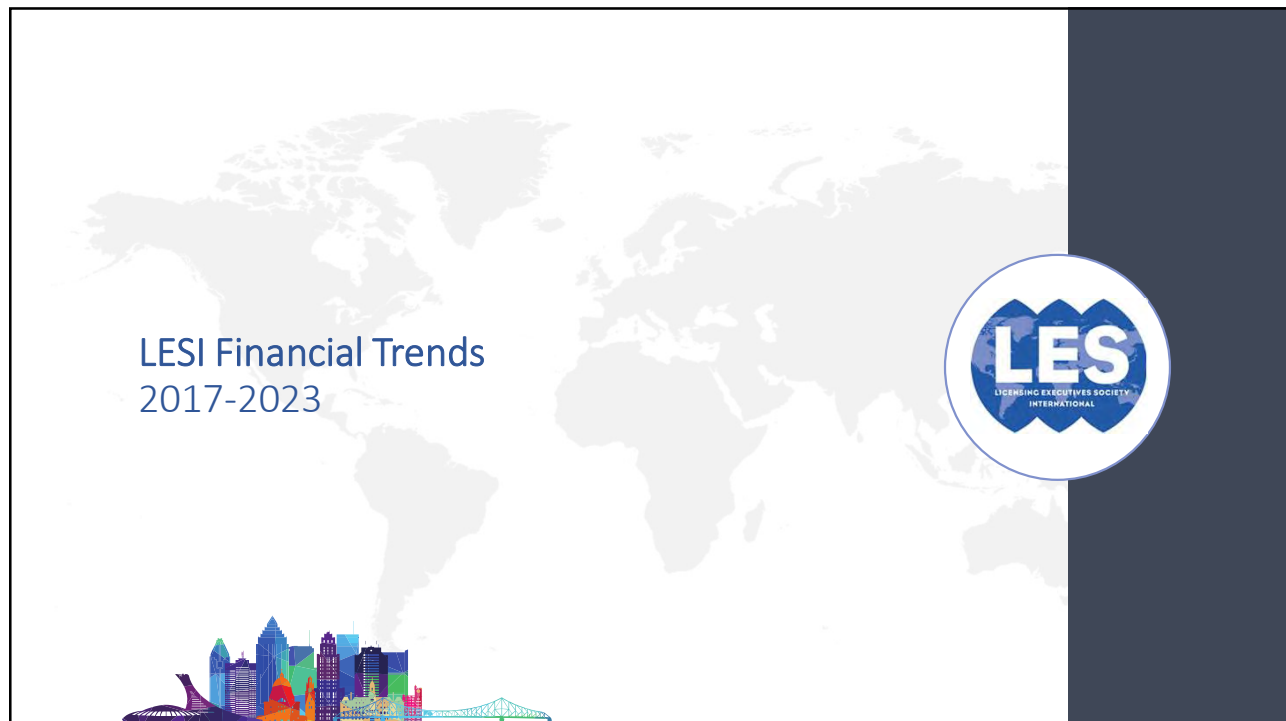 LESI Financial Trends
2017-2023
LES
LICENSING EXECUTIVES SOCIETY
INTERNATIONAL